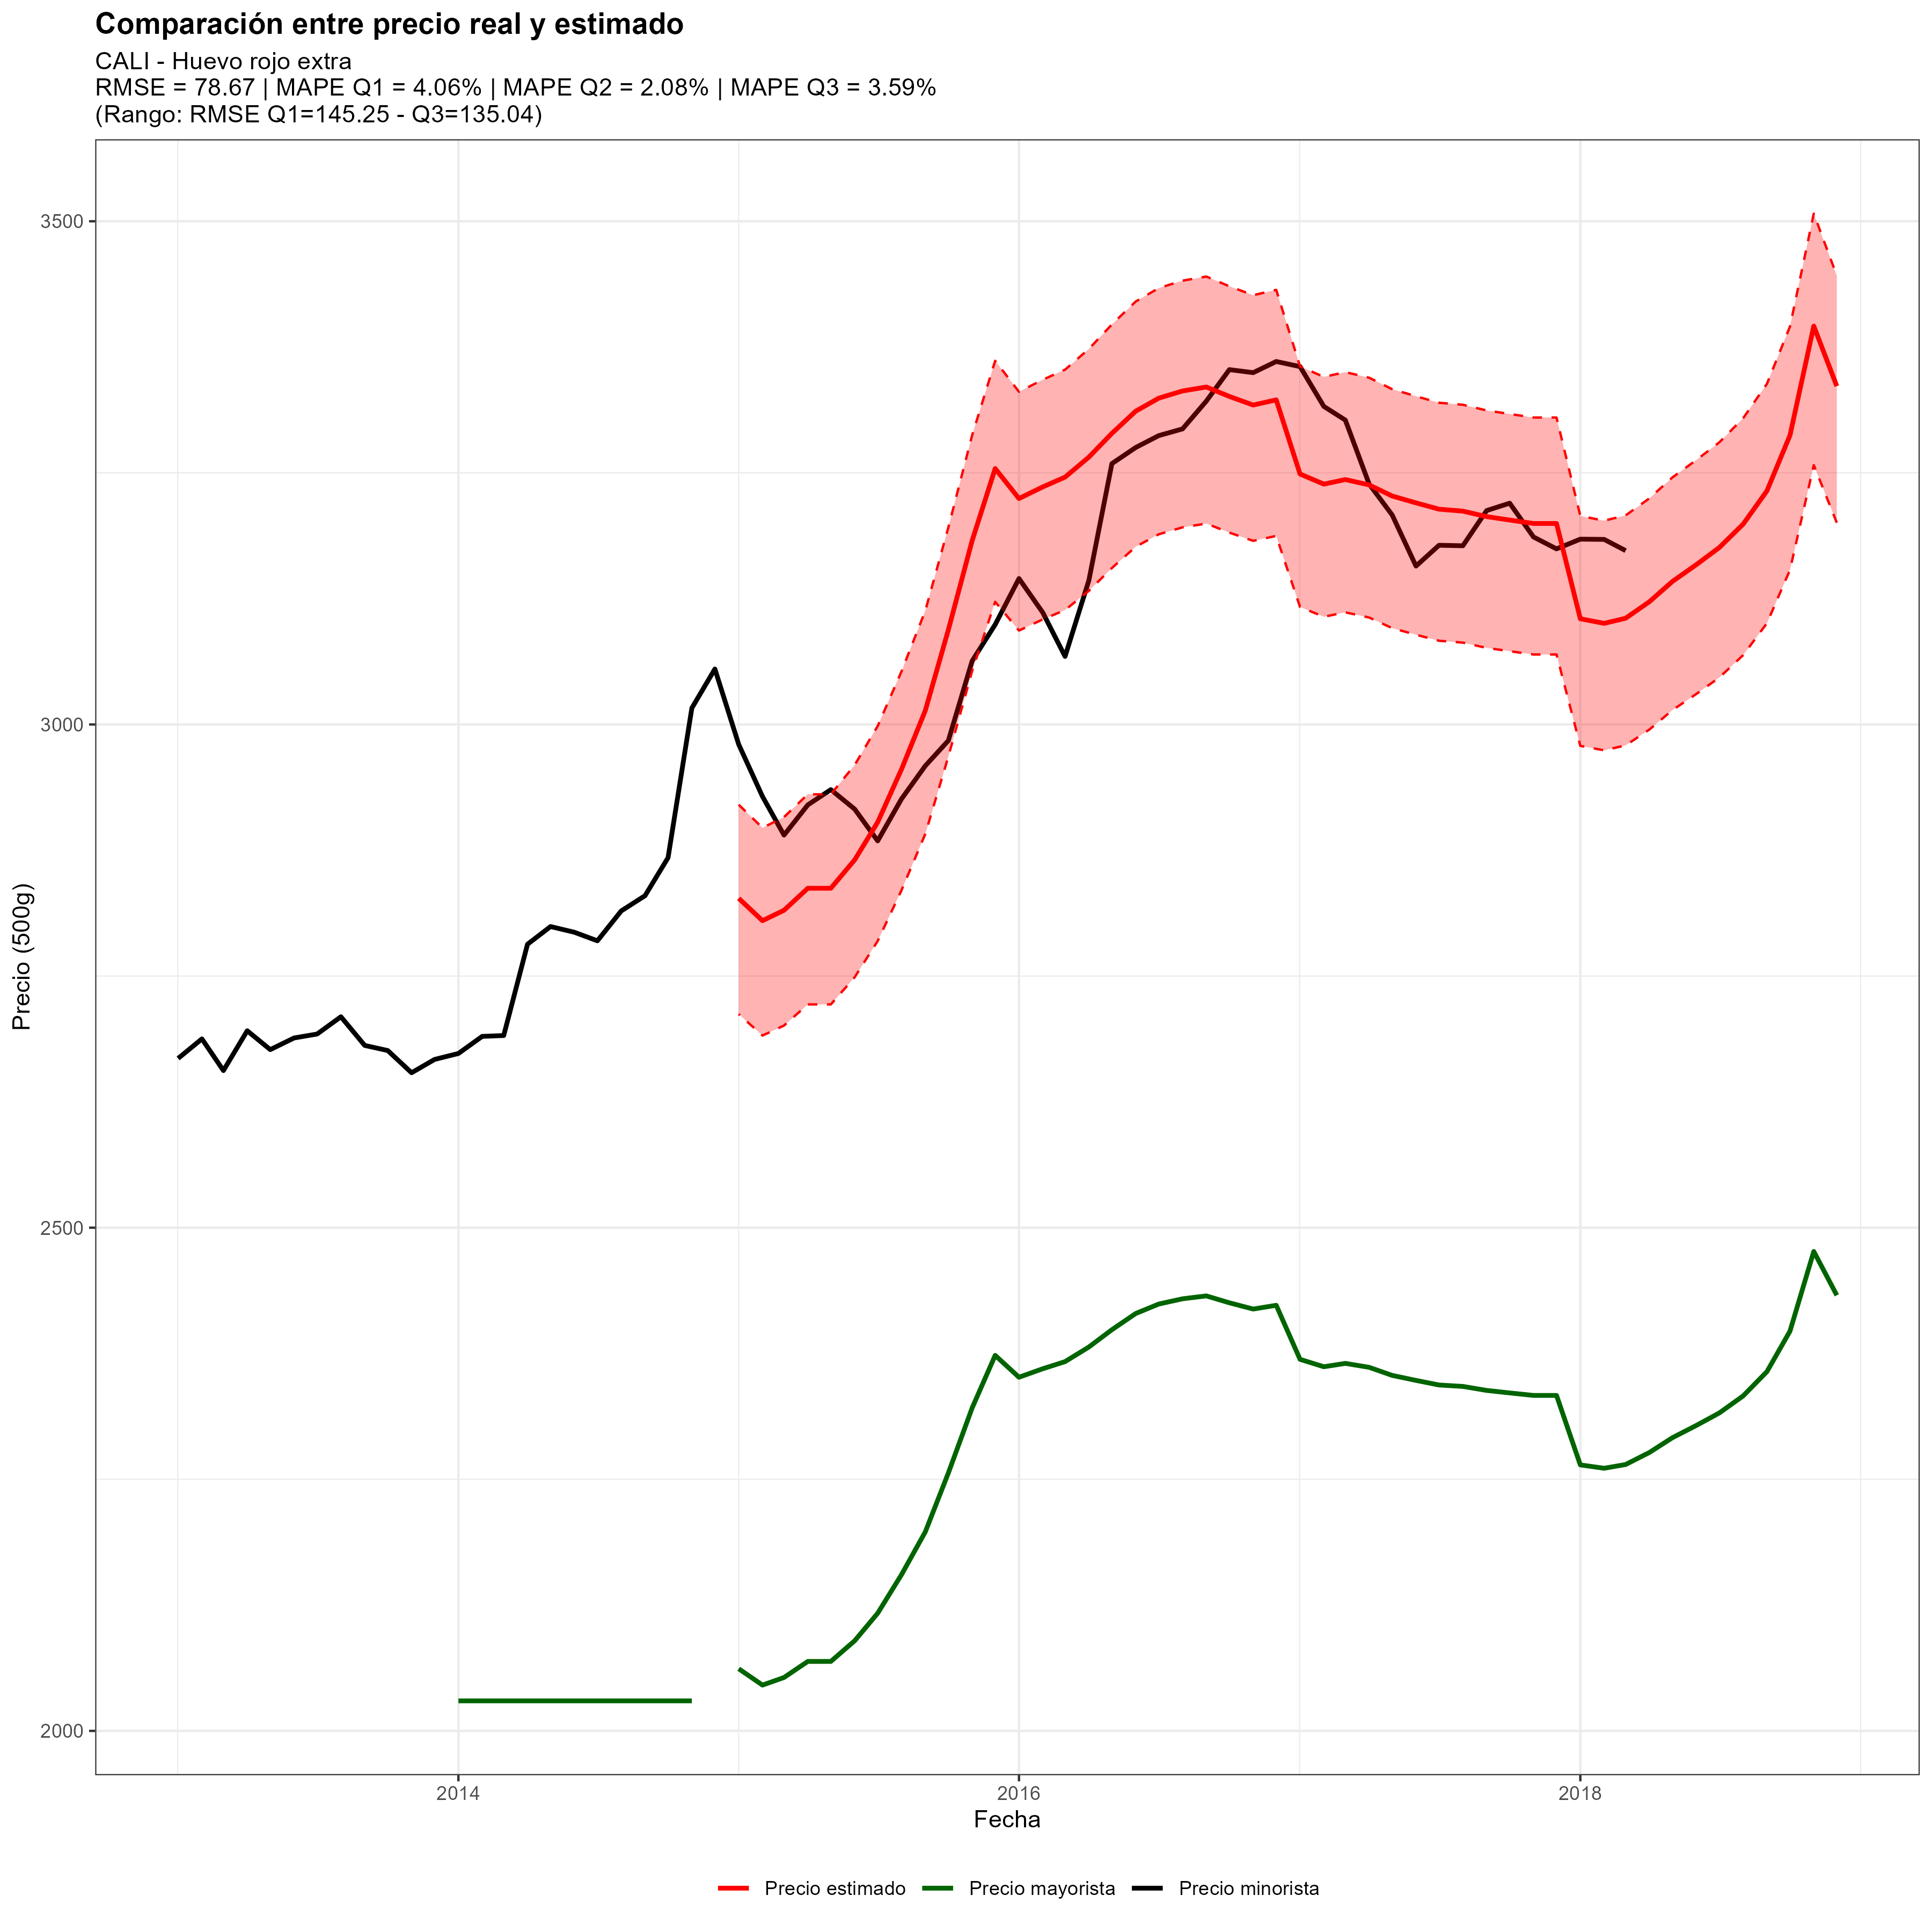 Comparación entre precio real y estimado
CALI - Huevo rojo extra
RMSE = 78.67 | MAPE Q1 = 4.06% | MAPE Q2 = 2.08% | MAPE Q3 = 3.59%
(Rango: RMSE Q1=145.25 - Q3=135.04)
Precio (500g)
3500
3000
2500
2000
2014
2016
2018
Fecha
Precio estimado
Precio mayorista
Precio minorista